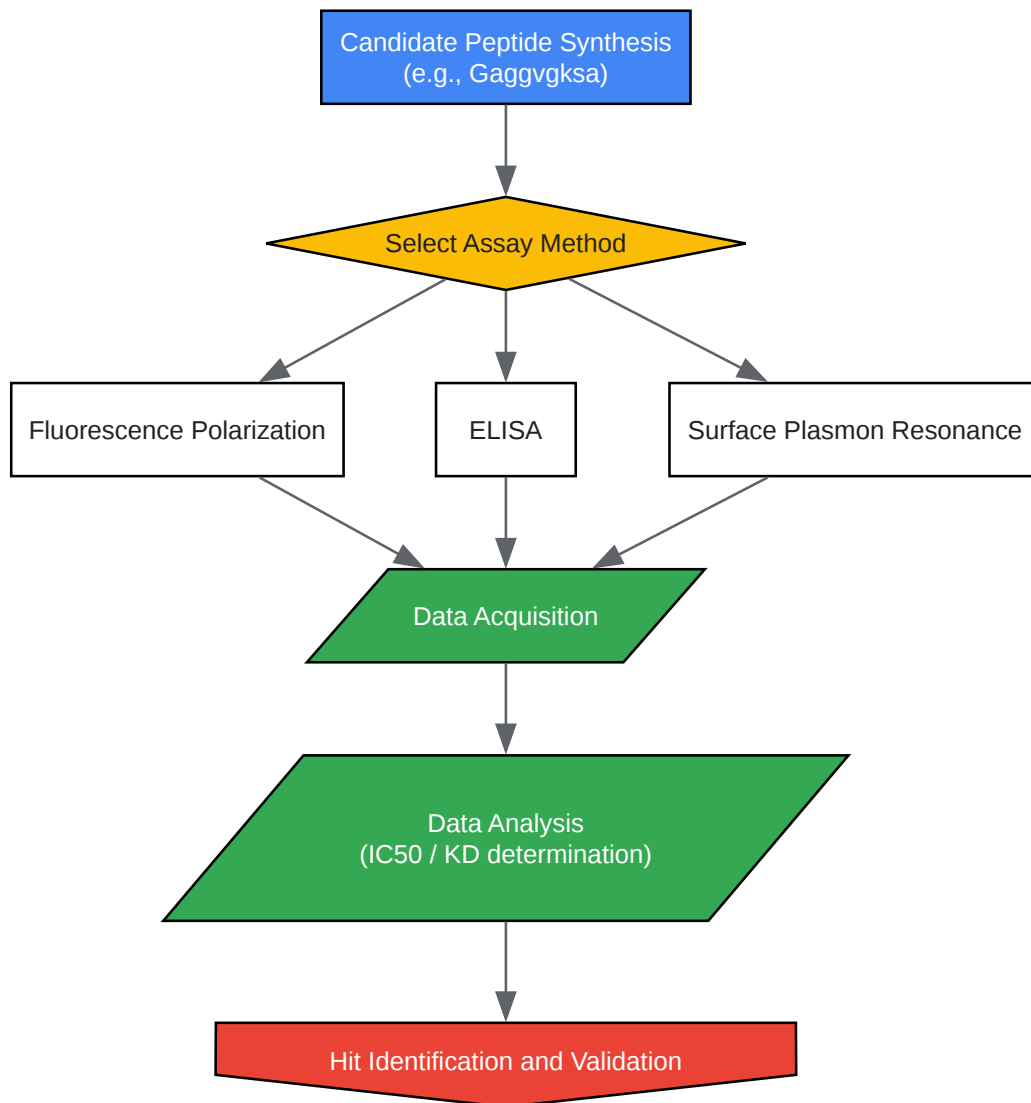 Candidate Peptide Synthesis
(e.g., Gaggvgksa)
Select Assay Method
Fluorescence Polarization
ELISA
Surface Plasmon Resonance
Data Acquisition
Data Analysis
(IC50 / KD determination)
Hit Identification and Validation